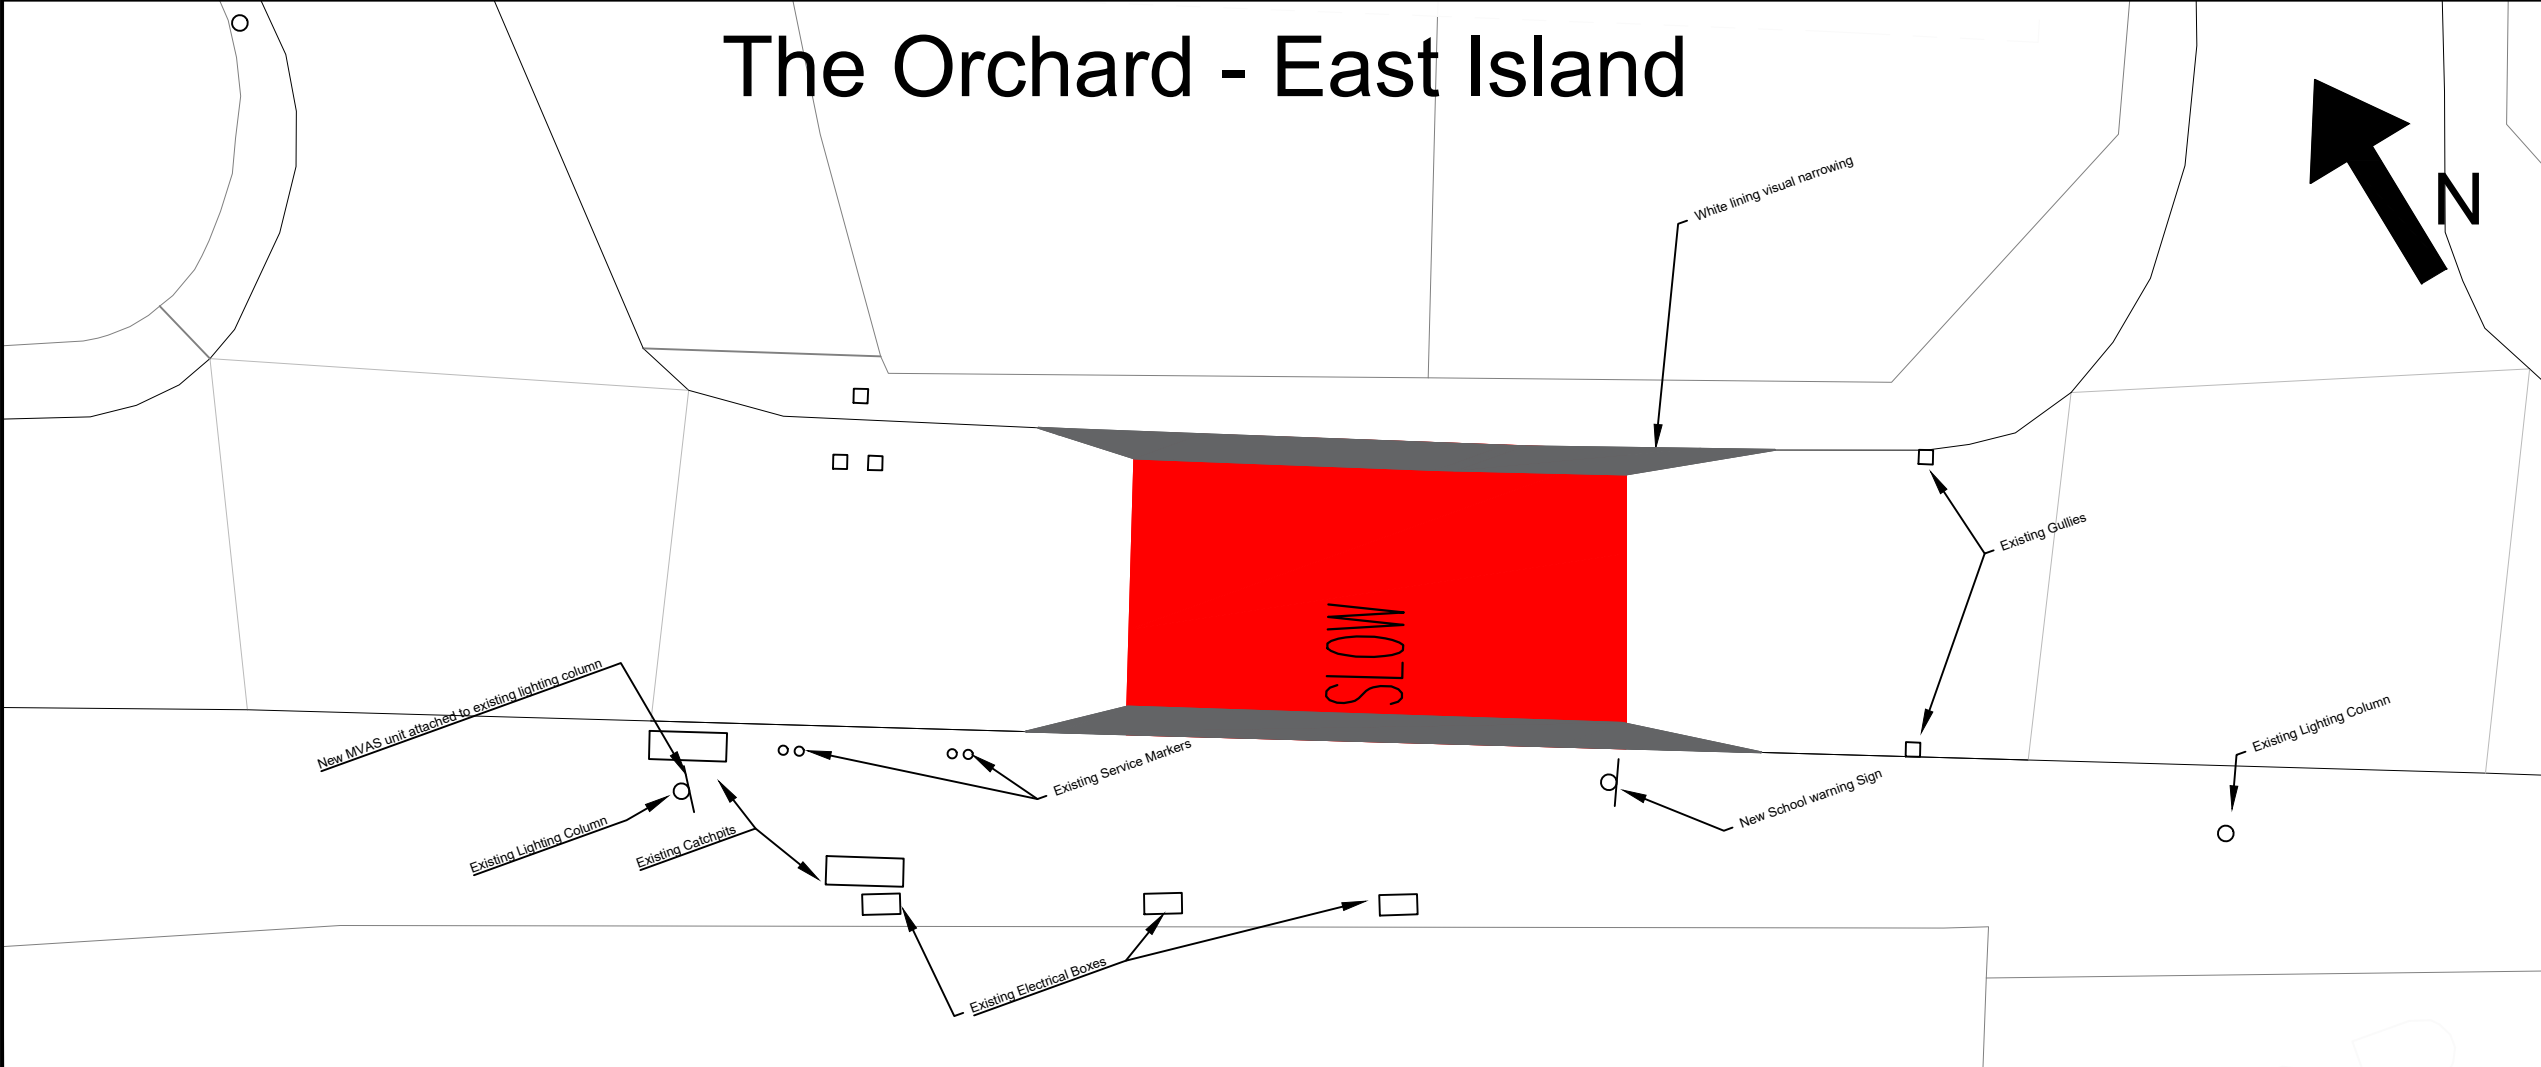 The Orchard - East Island
N
White lining visual narrowing
Existing Gullies
SLOW
New MVAS unit attached to existing lighting column
Existing Lighting Column
Existing Service Markers
New School warning Sign
Existing Lighting Column
Existing Catchpits
Existing Electrical Boxes